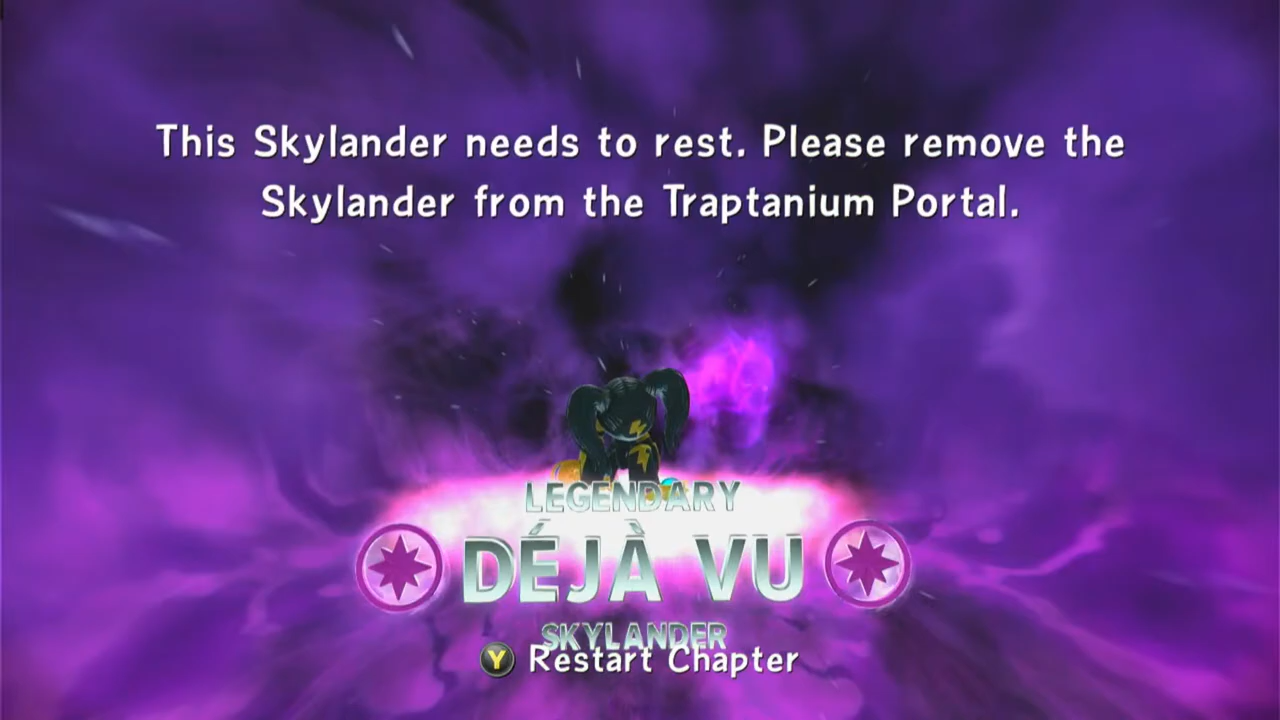 This Skylander needs to rest. Please remove the
Skylander from the Traptanium Portal.
LEGENDARY
DÉJÀ VU
SKYLANDER
Y Restart Chapter